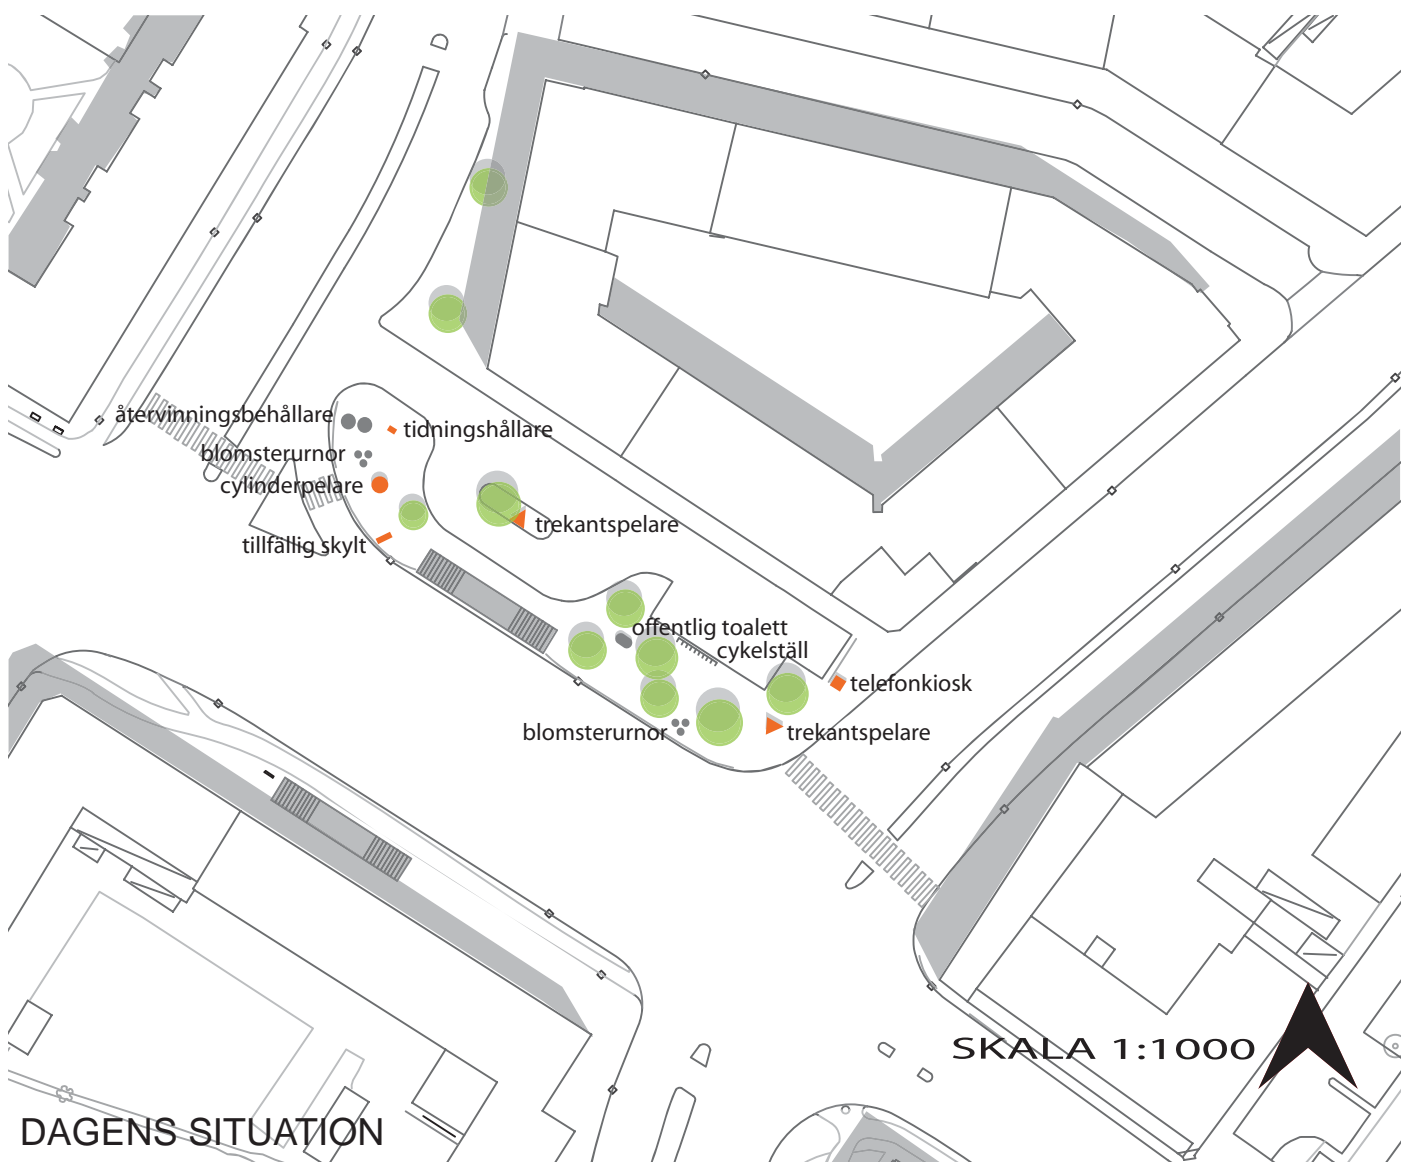 återvinningsbehållare
tidningshållare
blomsterurnor
cylinderpelare
trekantspelare
tillfällig skylt
offentlig toalett
cykelställ
telefonkiosk
blomsterurnor
trekantspelare
SKALA 1:1000
DAGENS SITUATION